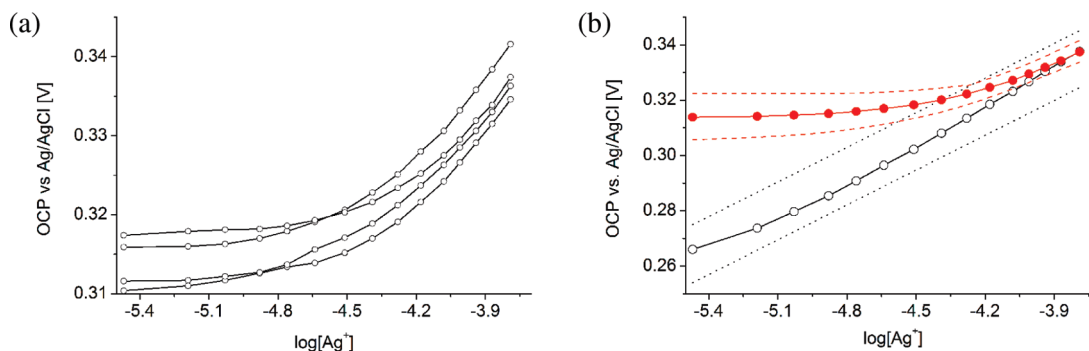 (a)
OCP vs Ag/AgCl [V]
0.34
0.33
0.32
0.31
-5.4 -5.1 -4.8 -4.5 -4.2 -3.9
log[Ag⁺]
(b)
OCP vs. Ag/AgCl [V]
0.34
0.32
0.30
0.28
0.26
-5.4 -5.1 -4.8 -4.5 -4.2 -3.9
log[Ag⁺]